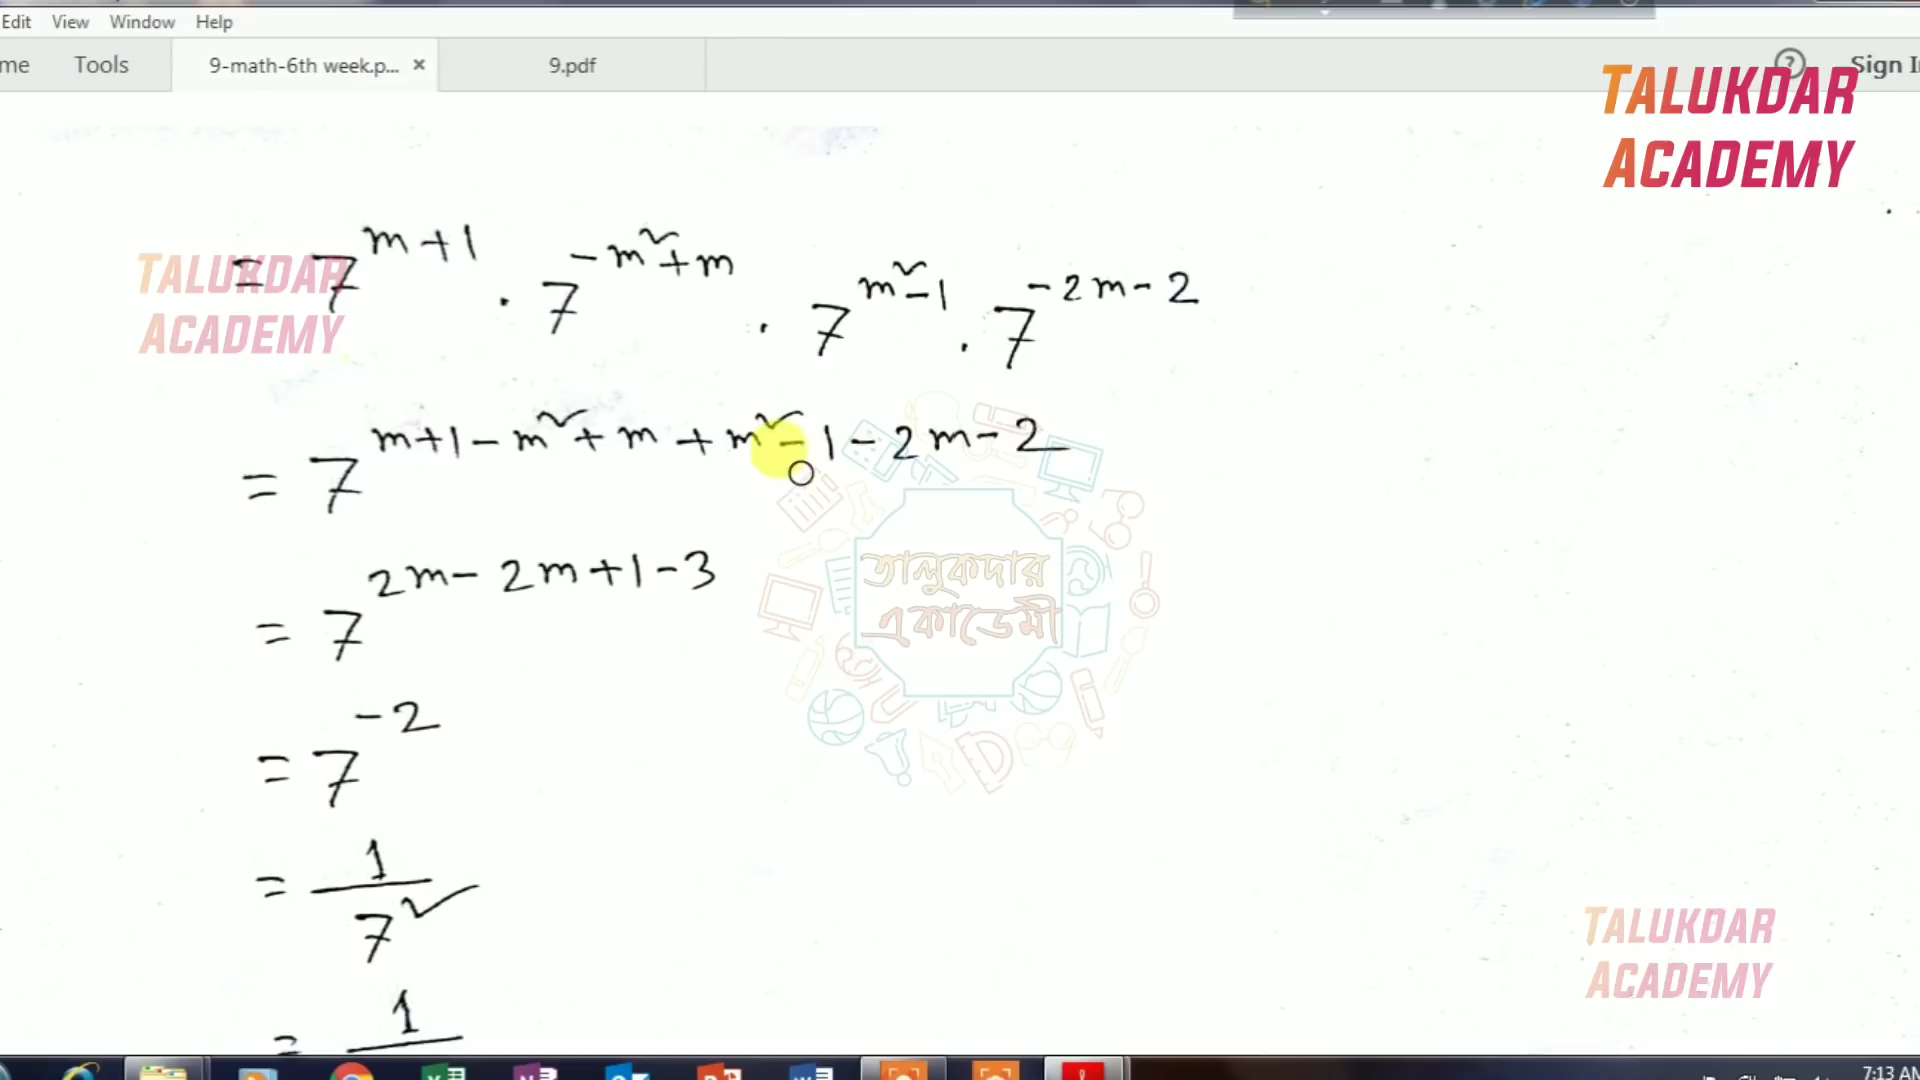 Edit View Window Help
me Tools 9-math-6th week.p... × 9.pdf ? Sign I
TALUKDAR
ACADEMY
TALUKDAR
ACADEMY
= 7^{m+1} . 7^{-m²+m} . 7^{m²-1} . 7^{-2m-2}
= 7^{m+1-m²+m+m²-1-2m-2}
= 7^{2m-2m+1-3}
= 7^{-2}
= 1/7²
= 1
তালুকদার
একাডেমী
TALUKDAR
ACADEMY
7:13 AM